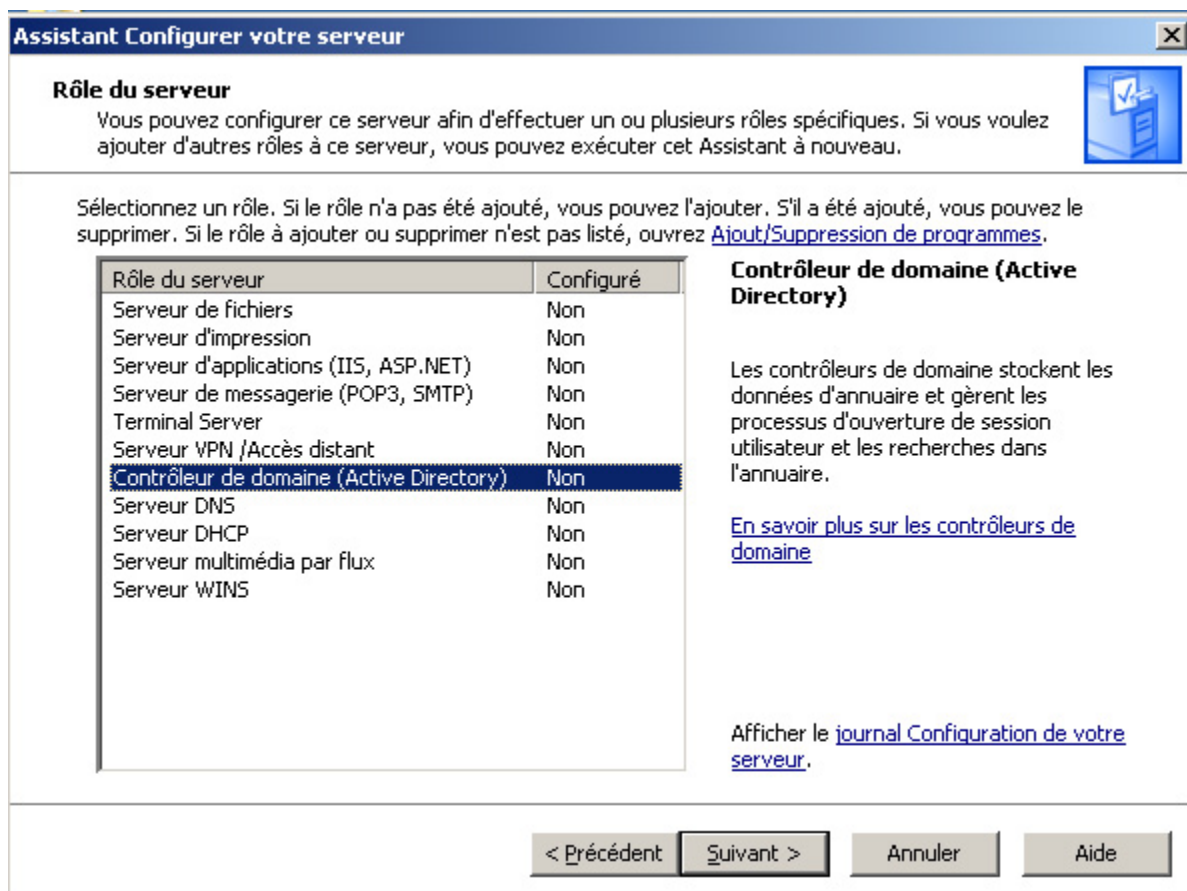 Assistant Configurer votre serveur
Rôle du serveur
Vous pouvez configurer ce serveur afin d'effectuer un ou plusieurs rôles spécifiques. Si vous voulez
ajouter d'autres rôles à ce serveur, vous pouvez exécuter cet Assistant à nouveau.
Sélectionnez un rôle. Si le rôle n'a pas été ajouté, vous pouvez l'ajouter. S'il a été ajouté, vous pouvez le
supprimer. Si le rôle à ajouter ou supprimer n'est pas listé, ouvrez Ajout/Suppression de programmes.
Rôle du serveur Configuré
Serveur de fichiers Non
Serveur d'impression Non
Serveur d'applications (IIS, ASP.NET) Non
Serveur de messagerie (POP3, SMTP) Non
Terminal Server Non
Serveur VPN /Accès distant Non
Contrôleur de domaine (Active Directory) Non
Serveur DNS Non
Serveur DHCP Non
Serveur multimédia par flux Non
Serveur WINS Non
Contrôleur de domaine (Active
Directory)
Les contrôleurs de domaine stockent les
données d'annuaire et gèrent les
processus d'ouverture de session
utilisateur et les recherches dans
l'annuaire.
En savoir plus sur les contrôleurs de
domaine
Afficher le journal Configuration de votre
serveur.
< Précédent Suivant > Annuler Aide